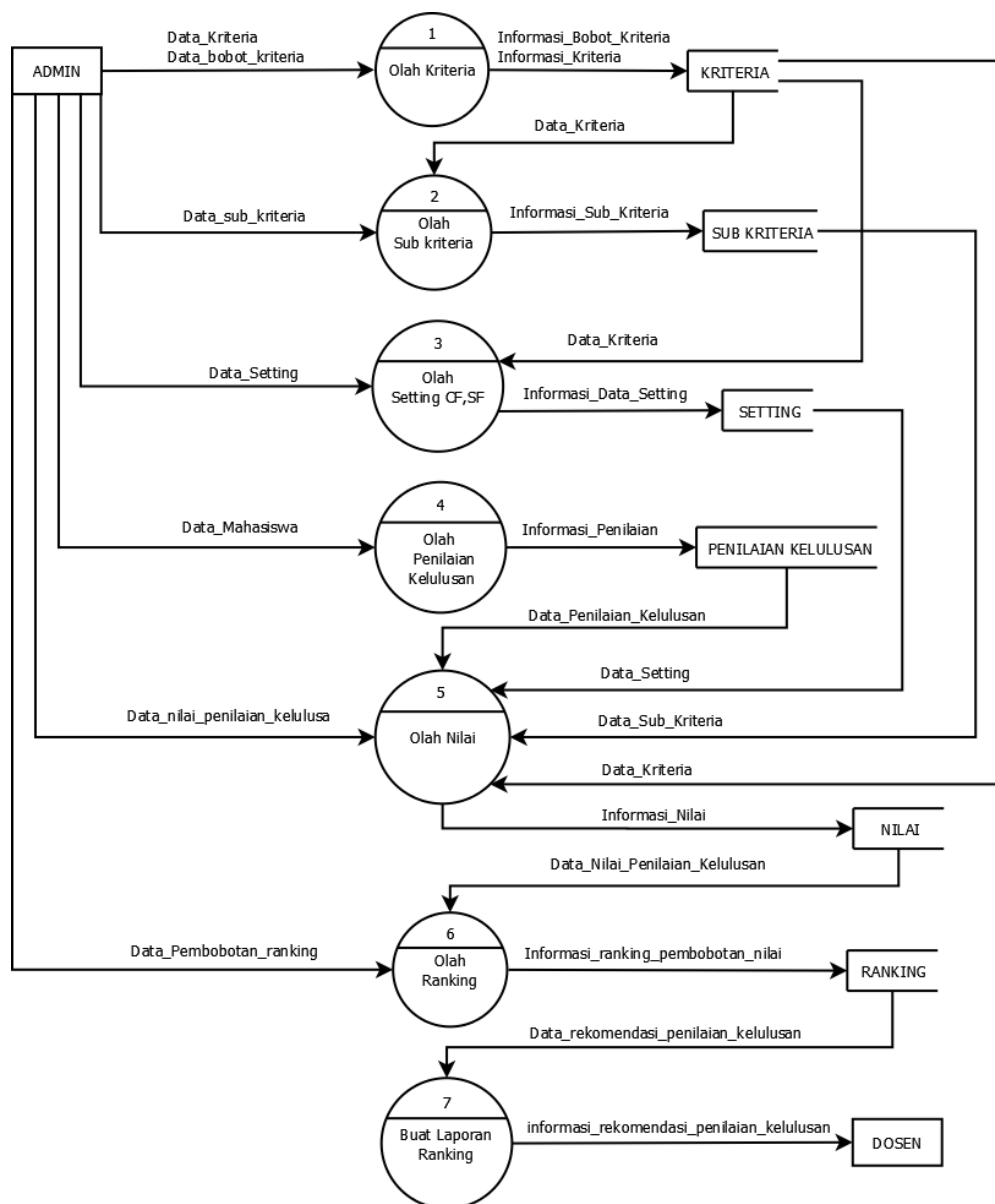 1
Data_Kriteria
Data_bobot_kriteria
Informasi_Bobot_Kriteria
Informasi_Kriteria
ADMIN
Olah Kriteria
KRITERIA
Data_Kriteria
2
Data_sub_kriteria
Olah
Sub kriteria
Informasi_Sub_Kriteria
SUB KRITERIA
3
Data_Kriteria
Data_Setting
Olah
Setting CF,SF
Informasi_Data_Setting
SETTING
4
Data_Mahasiswa
Olah
Penilaian
Kelulusan
Informasi_Penilaian
PENILAIAN KELULUSAN
Data_Penilaian_Kelulusan
Data_Setting
5
Data_nilai_penilaian_kelulusa
Olah Nilai
Data_Sub_Kriteria
Data_Kriteria
Informasi_Nilai
NILAI
Data_Nilai_Penilaian_Kelulusan
6
Data_Pembobotan_ranking
Olah
Ranking
Informasi_ranking_pembobotan_nilai
RANKING
Data_rekomendasi_penilaian_kelulusan
7
Buat Laporan
Ranking
informasi_rekomendasi_penilaian_kelulusan
DOSEN